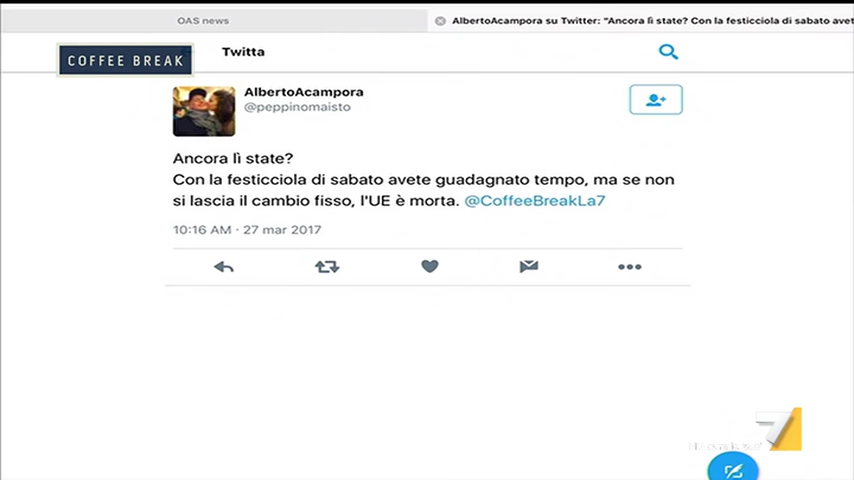 OAS news
AlbertoAcampora su Twitter: "Ancora lì state? Con la festicciola di sabato avet
COFFEE BREAK
Twitta
AlbertoAcampora
@peppinomaisto
Ancora lì state?
Con la festicciola di sabato avete guadagnato tempo, ma se non
si lascia il cambio fisso, l'UE è morta. @CoffeeBreakLa7
10:16 AM · 27 mar 2017
7